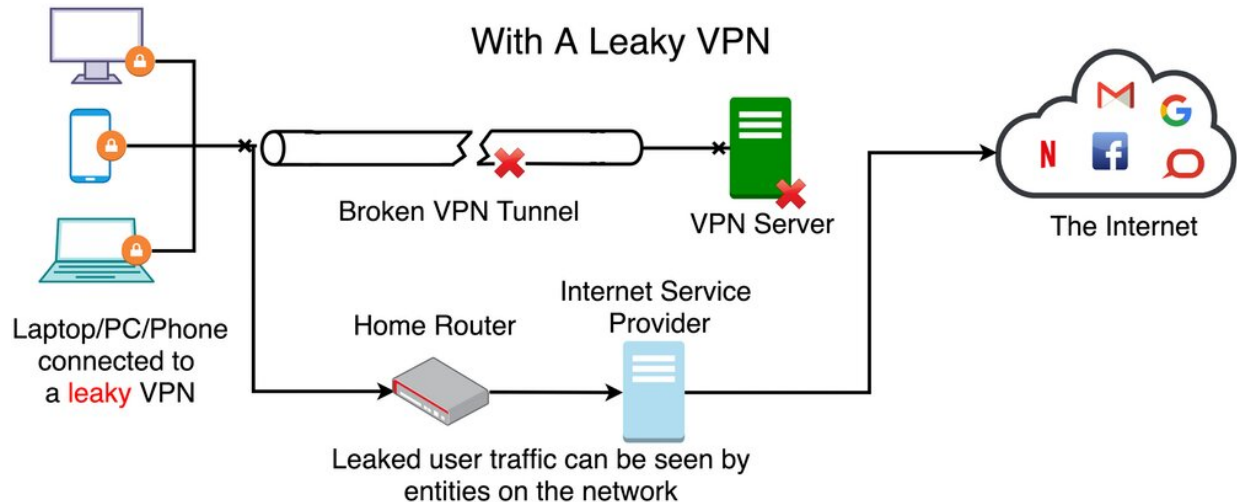 With A Leaky VPN
Broken VPN Tunnel
VPN Server
The Internet
Laptop/PC/Phone
connected to
a leaky VPN
Home Router
Internet Service
Provider
Leaked user traffic can be seen by
entities on the network
M
G
N
f